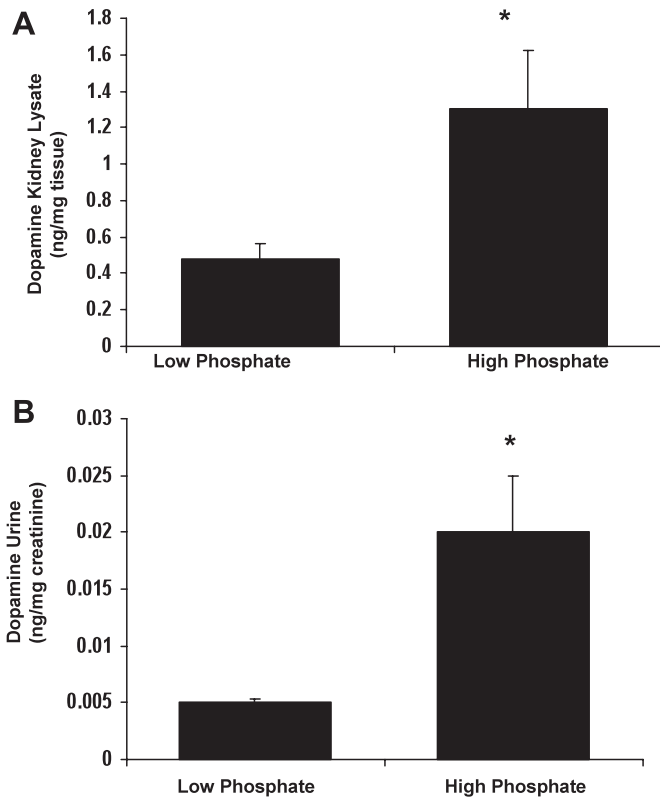 A
Dopamine Kidney Lysate
(ng/mg tissue)
1.8
1.6
1.4
1.2
1
0.8
0.6
0.4
0.2
0
*
Low Phosphate
High Phosphate
B
Dopamine Urine
(ng/mg creatinine)
0.03
0.025
0.02
0.015
0.01
0.005
0
*
Low Phosphate
High Phosphate